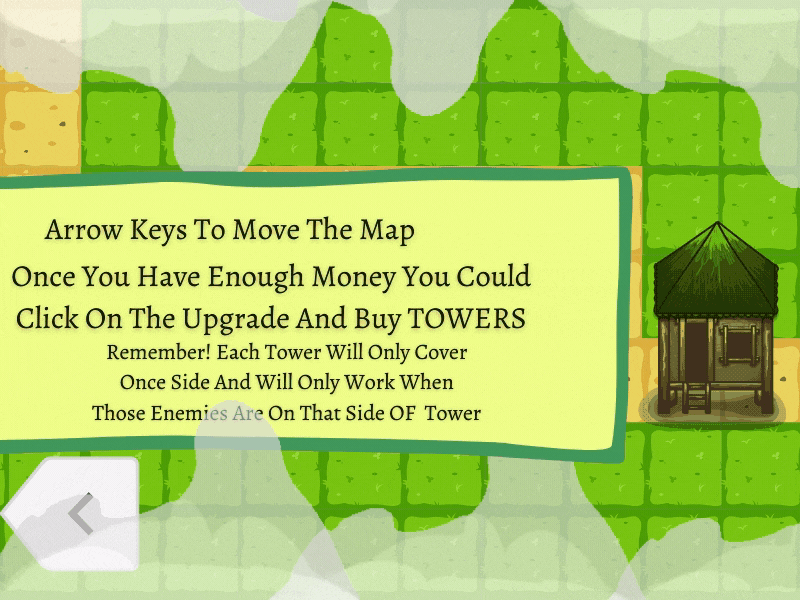 Arrow Keys To Move The Map
Once You Have Enough Money You Could
Click On The Upgrade And Buy TOWERS
Remember! Each Tower Will Only Cover
Once Side And Will Only Work When
Those Enemies Are On That Side OF Tower